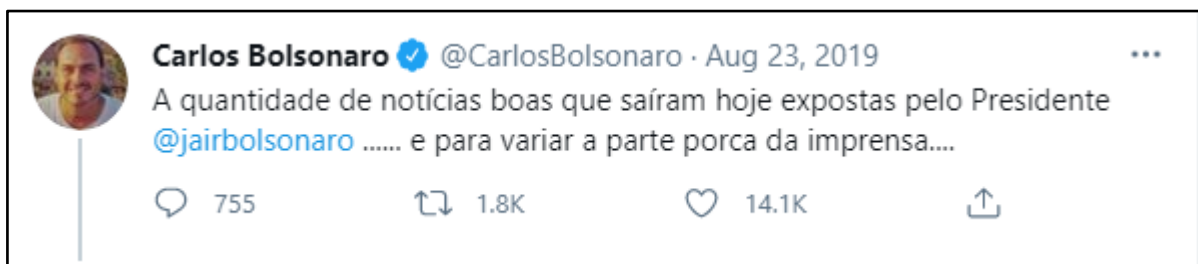 Carlos Bolsonaro @CarlosBolsonaro · Aug 23, 2019 ···
A quantidade de notícias boas que saíram hoje expostas pelo Presidente
@jairbolsonaro ...... e para variar a parte porca da imprensa....
755 1.8K 14.1K